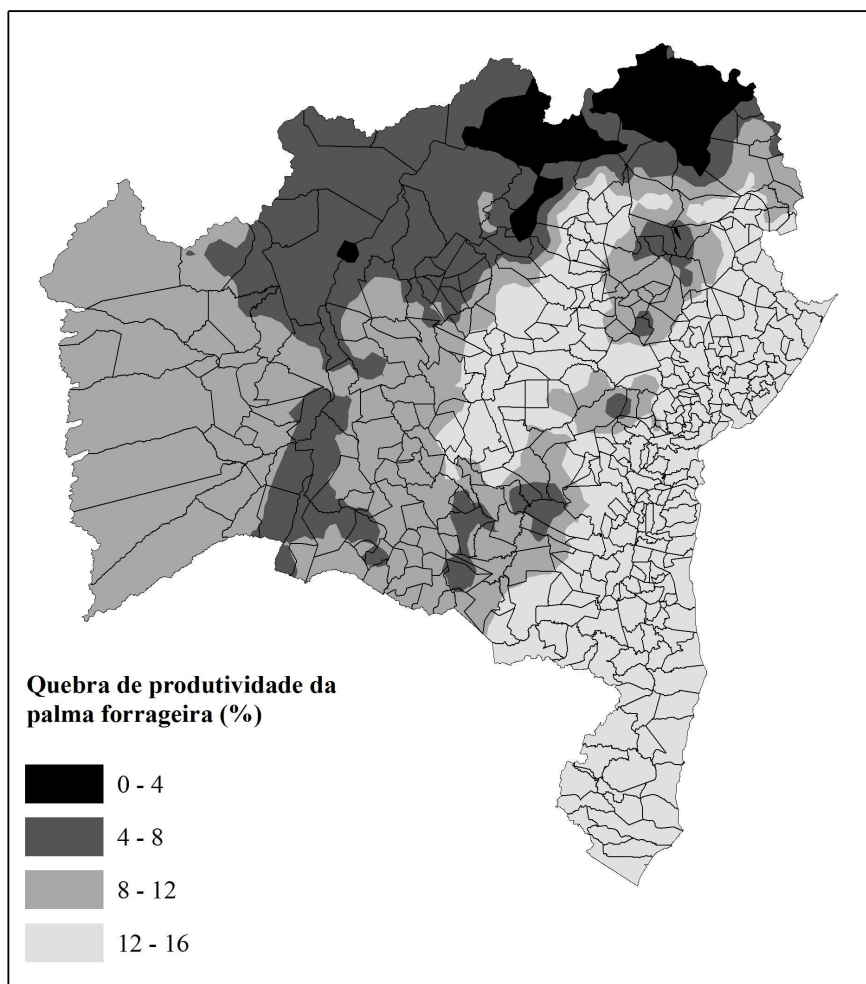 Quebra de produtividade da
palma forrageira (%)
0 - 4
4 - 8
8 - 12
12 - 16